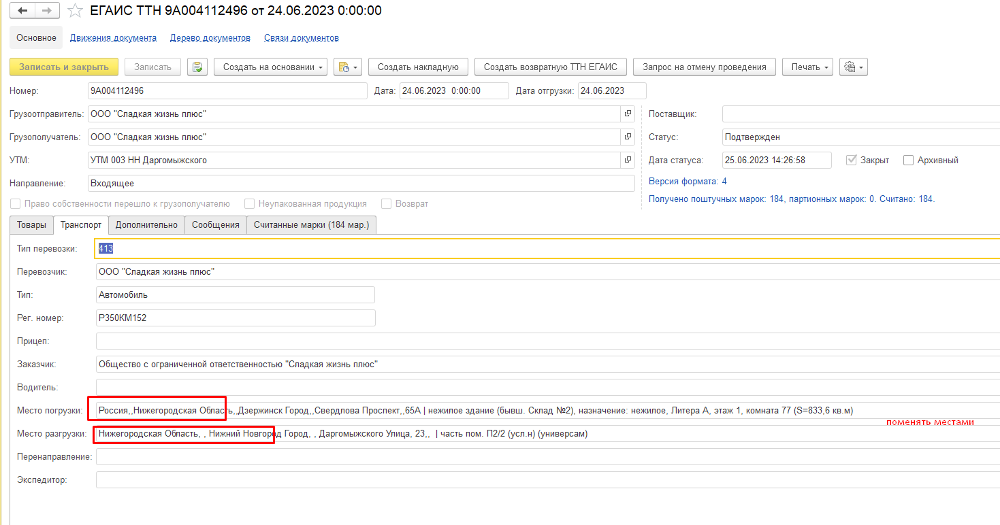 ЕГАИС ТТН 9А004112496 от 24.06.2023 0:00:00
Основное Движения документа Дерево документов Связи документов
Записать и закрыть Записать Создать на основании Создать накладную Создать возвратную ТТН ЕГАИС Запрос на отмену проведения Печать
Номер: 9А004112496 Дата: 24.06.2023 0:00:00 Дата отгрузки: 24.06.2023
Грузоотправитель: ООО "Сладкая жизнь плюс" Поставщик:
Грузополучатель: ООО "Сладкая жизнь плюс" Статус: Подтвержден
УТМ: УТМ 003 НН Даргомыжского Дата статуса: 25.06.2023 14:26:58 Закрыт Архивный
Направление: Входящее Версия формата: 4
Право собственности перешло к грузополучателю Неупакованная продукция Возврат Получено поштучных марок: 184, партионных марок: 0. Считано: 184.
Товары Транспорт Дополнительно Сообщения Считанные марки (184 мар.)
Тип перевозки: 413
Перевозчик: ООО "Сладкая жизнь плюс"
Тип: Автомобиль
Рег. номер: Р350КМ152
Прицеп:
Заказчик: Общество с ограниченной ответственностью "Сладкая жизнь плюс"
Водитель:
Место погрузки: Россия,,Нижегородская Область,,Дзержинск Город,,Свердлова Проспект,,65А | нежилое здание (бывш. Склад №2), назначение: нежилое, Литера А, этаж 1, комната 77 (S=833,6 кв.м)
поменять местами
Место разгрузки: Нижегородская Область, , Нижний Новгород Город, , Даргомыжского Улица, 23,, | часть пом. П2/2 (усл.н) (универсам)
Перенаправление:
Экспедитор: